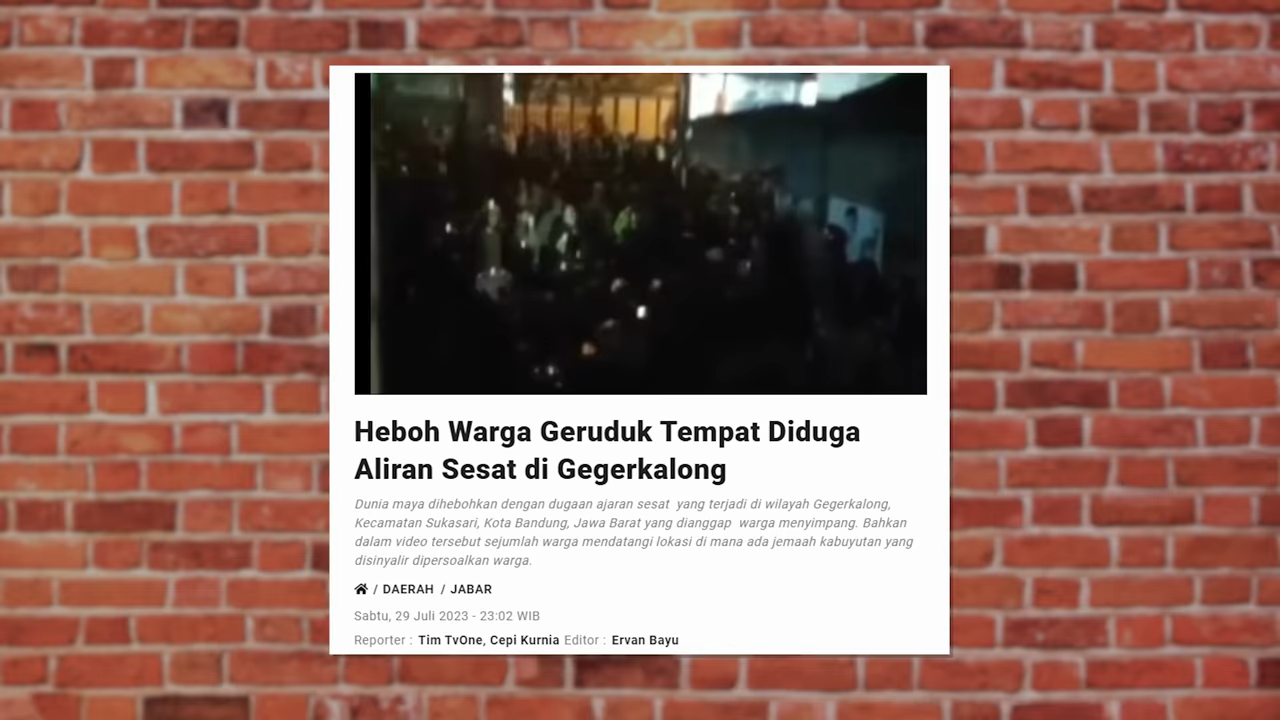 Heboh Warga Geruduk Tempat Diduga
Aliran Sesat di Gegerkalong
Dunia maya dihebohkan dengan dugaan ajaran sesat yang terjadi di wilayah Gegerkalong,
Kecamatan Sukasari, Kota Bandung, Jawa Barat yang dianggap warga menyimpang. Bahkan
dalam video tersebut sejumlah warga mendatangi lokasi di mana ada jemaah kabuyutan yang
disinyalir dipersoalkan warga.
/ DAERAH / JABAR
Sabtu, 29 Juli 2023 - 23:02 WIB
Reporter : Tim TvOne, Cepi Kurnia Editor : Ervan Bayu